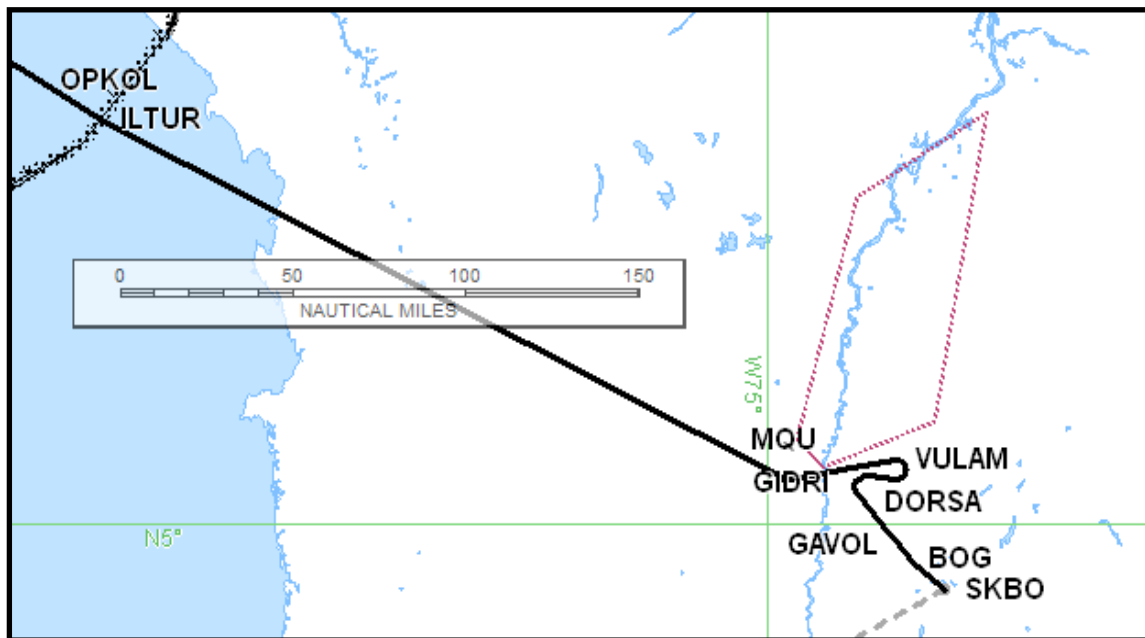 OPKOL
ILTUR
0 50 100 150
NAUTICAL MILES
W75°
MQU
GIDRI
VULAM
DORSA
N5°
GAVOL
BOG
SKBO